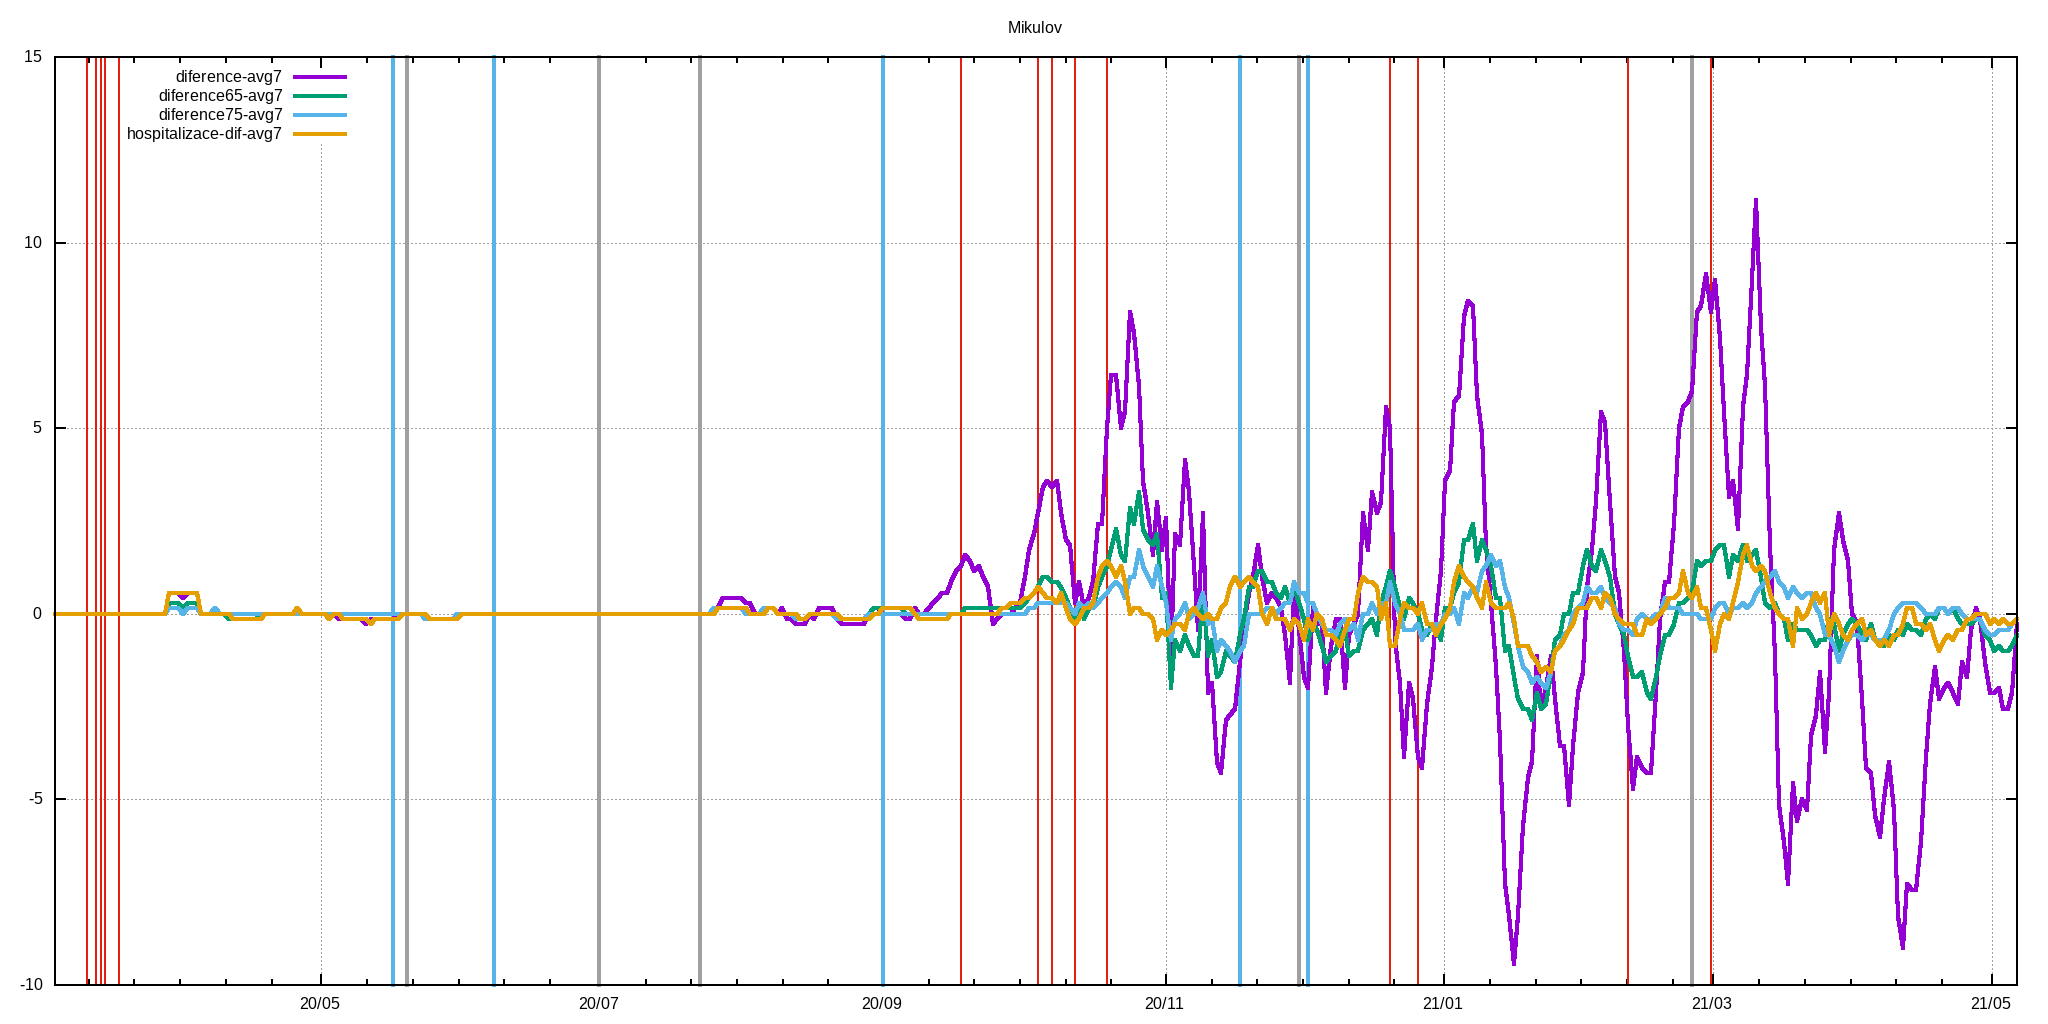 Mikulov
15
diference-avg7
diference65-avg7
diference75-avg7
hospitalizace-dif-avg7
10
5
0
-5
-10
20/05 20/07 20/09 20/11 21/01 21/03 21/05